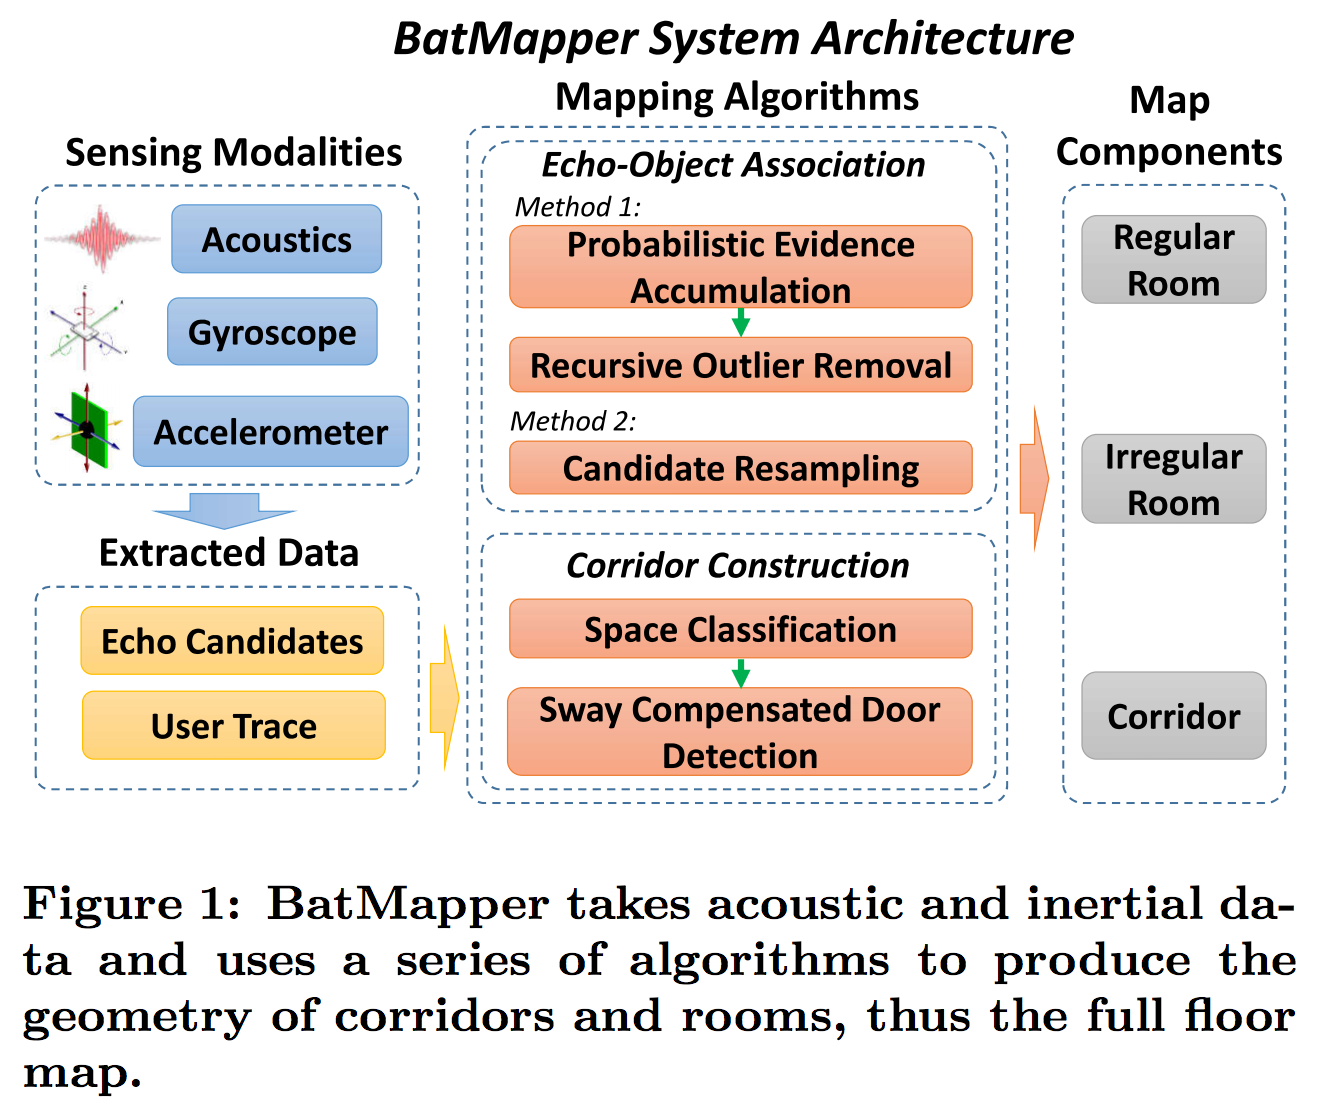 BatMapper System Architecture
Sensing Modalities
Acoustics
Gyroscope
Accelerometer
Extracted Data
Echo Candidates
User Trace
Mapping Algorithms
Echo-Object Association
Method 1:
Probabilistic Evidence
Accumulation
Recursive Outlier Removal
Method 2:
Candidate Resampling
Corridor Construction
Space Classification
Sway Compensated Door
Detection
Map
Components
Regular
Room
Irregular
Room
Corridor
Figure 1: BatMapper takes acoustic and inertial da-
ta and uses a series of algorithms to produce the
geometry of corridors and rooms, thus the full floor
map.